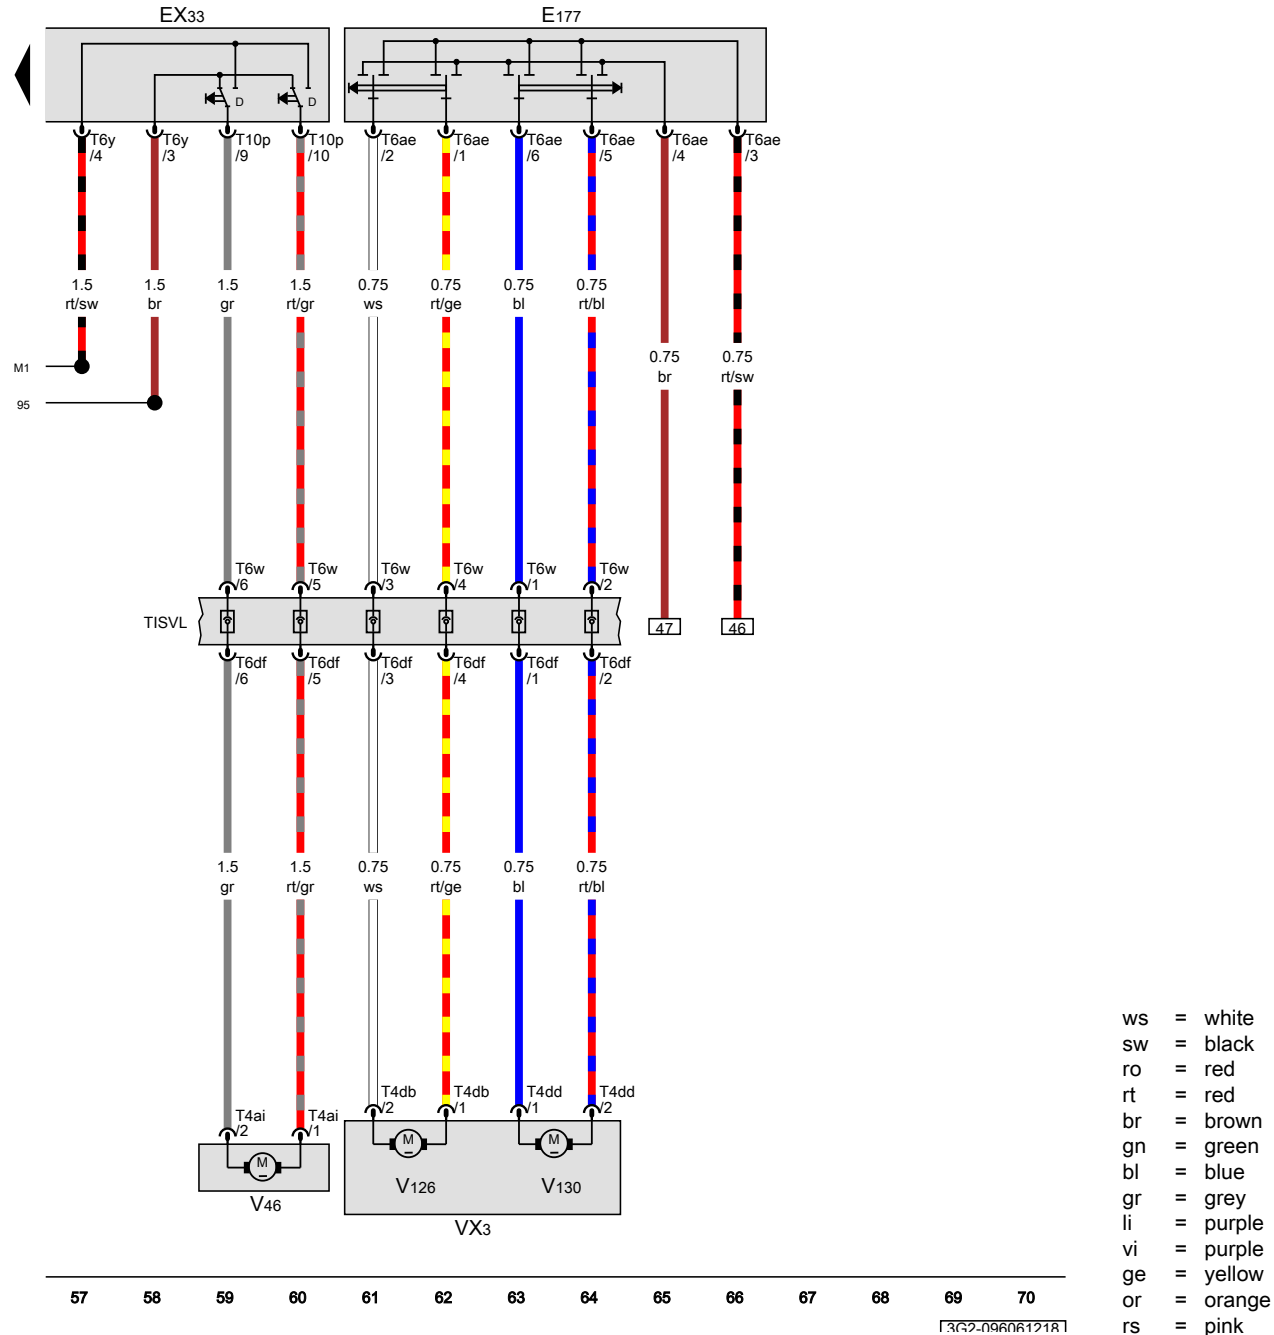 EX33 E177
D D
T6y /4 T6y /3 T10p /9 T10p /10 T6ae /2 T6ae /1 T6ae /6 T6ae /5 T6ae /4 T6ae /3
1.5 1.5 1.5 1.5 0.75 0.75 0.75 0.75
rt/sw br gr rt/gr ws rt/ge bl rt/bl
0.75 0.75
br rt/sw
M1
95
T6w /6 T6w /5 T6w /3 T6w /4 T6w /1 T6w /2
TISVL
47 46
T6df /6 T6df /5 T6df /3 T6df /4 T6df /1 T6df /2
1.5 1.5 0.75 0.75 0.75 0.75
gr rt/gr ws rt/ge bl rt/bl
T4db /2 T4db /1 T4dd /1 T4dd /2
T4ai /2 T4ai /1
M M
M
V126 V130
V46
VX3
ws = white
sw = black
ro = red
rt = red
br = brown
gn = green
bl = blue
gr = grey
li = purple
vi = purple
ge = yellow
or = orange
rs = pink
57 58 59 60 61 62 63 64 65 66 67 68 69 70
3G2-096061218